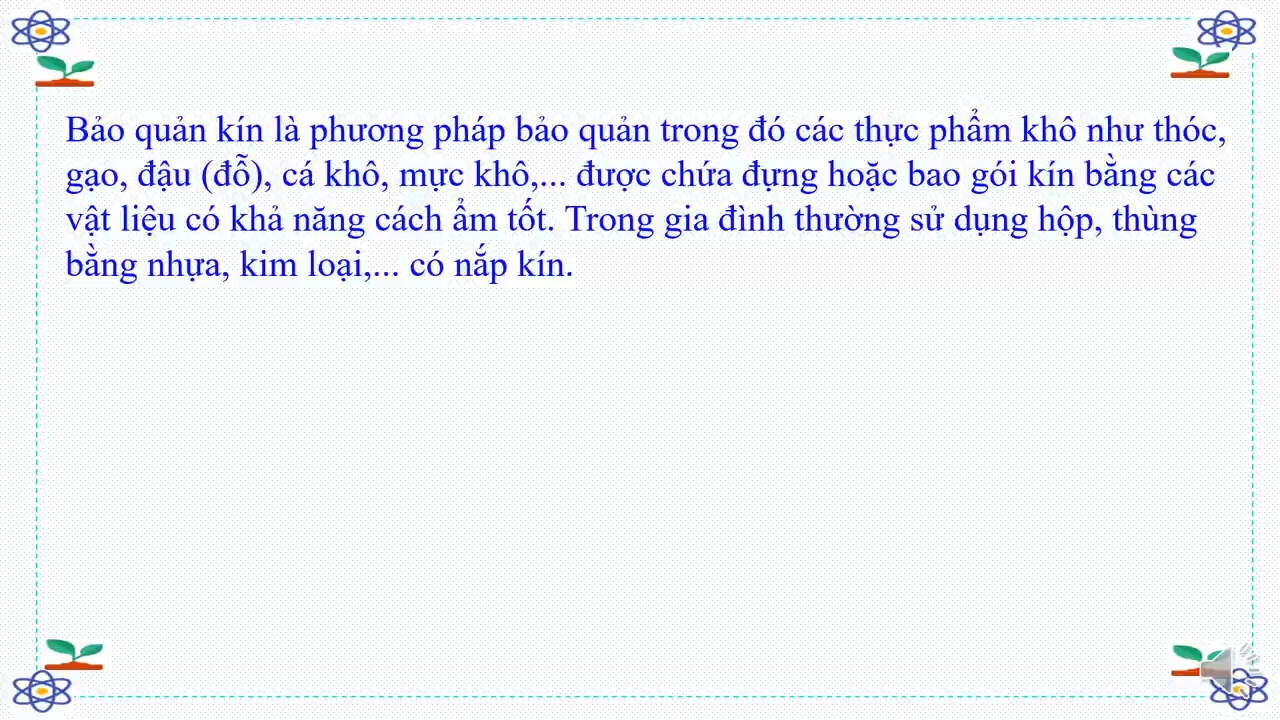 Bảo quản kín là phương pháp bảo quản trong đó các thực phẩm khô như thóc,
gạo, đậu (đỗ), cá khô, mực khô,... được chứa đựng hoặc bao gói kín bằng các
vật liệu có khả năng cách ẩm tốt. Trong gia đình thường sử dụng hộp, thùng
bằng nhựa, kim loại,... có nắp kín.